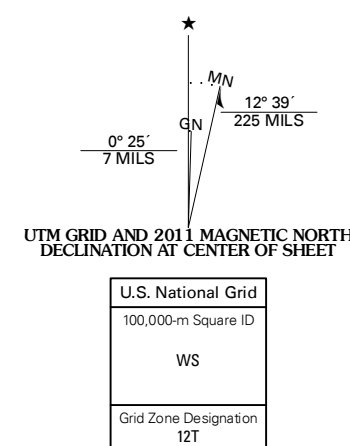 ★
MN
12° 39´
225 MILS
GN
0° 25´
7 MILS
UTM GRID AND 2011 MAGNETIC NORTH
DECLINATION AT CENTER OF SHEET
U.S. National Grid
100,000-m Square ID
WS
Grid Zone Designation
12T